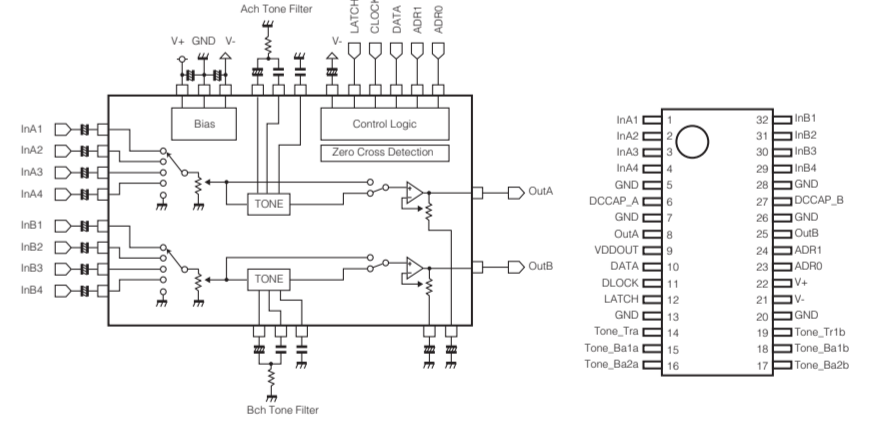 Ach Tone Filter
LATCH
CLOCK
DATA
ADR1
ADR0
V+ GND V-
V-
Bias
Control Logic
Zero Cross Detection
InA1
InA2
InA3
InA4
TONE
OutA
InB1
InB2
InB3
InB4
TONE
OutB
Bch Tone Filter
InA1 1 32 InB1
InA2 2 31 InB2
InA3 3 30 InB3
InA4 4 29 InB4
GND 5 28 GND
DCCAP_A 6 27 DCCAP_B
GND 7 26 GND
OutA 8 25 OutB
VDDOUT 9 24 ADR1
DATA 10 23 ADR0
DLOCK 11 22 V+
LATCH 12 21 V-
GND 13 20 GND
Tone_Tra 14 19 Tone_Tr1b
Tone_Ba1a 15 18 Tone_Ba1b
Tone_Ba2a 16 17 Tone_Ba2b